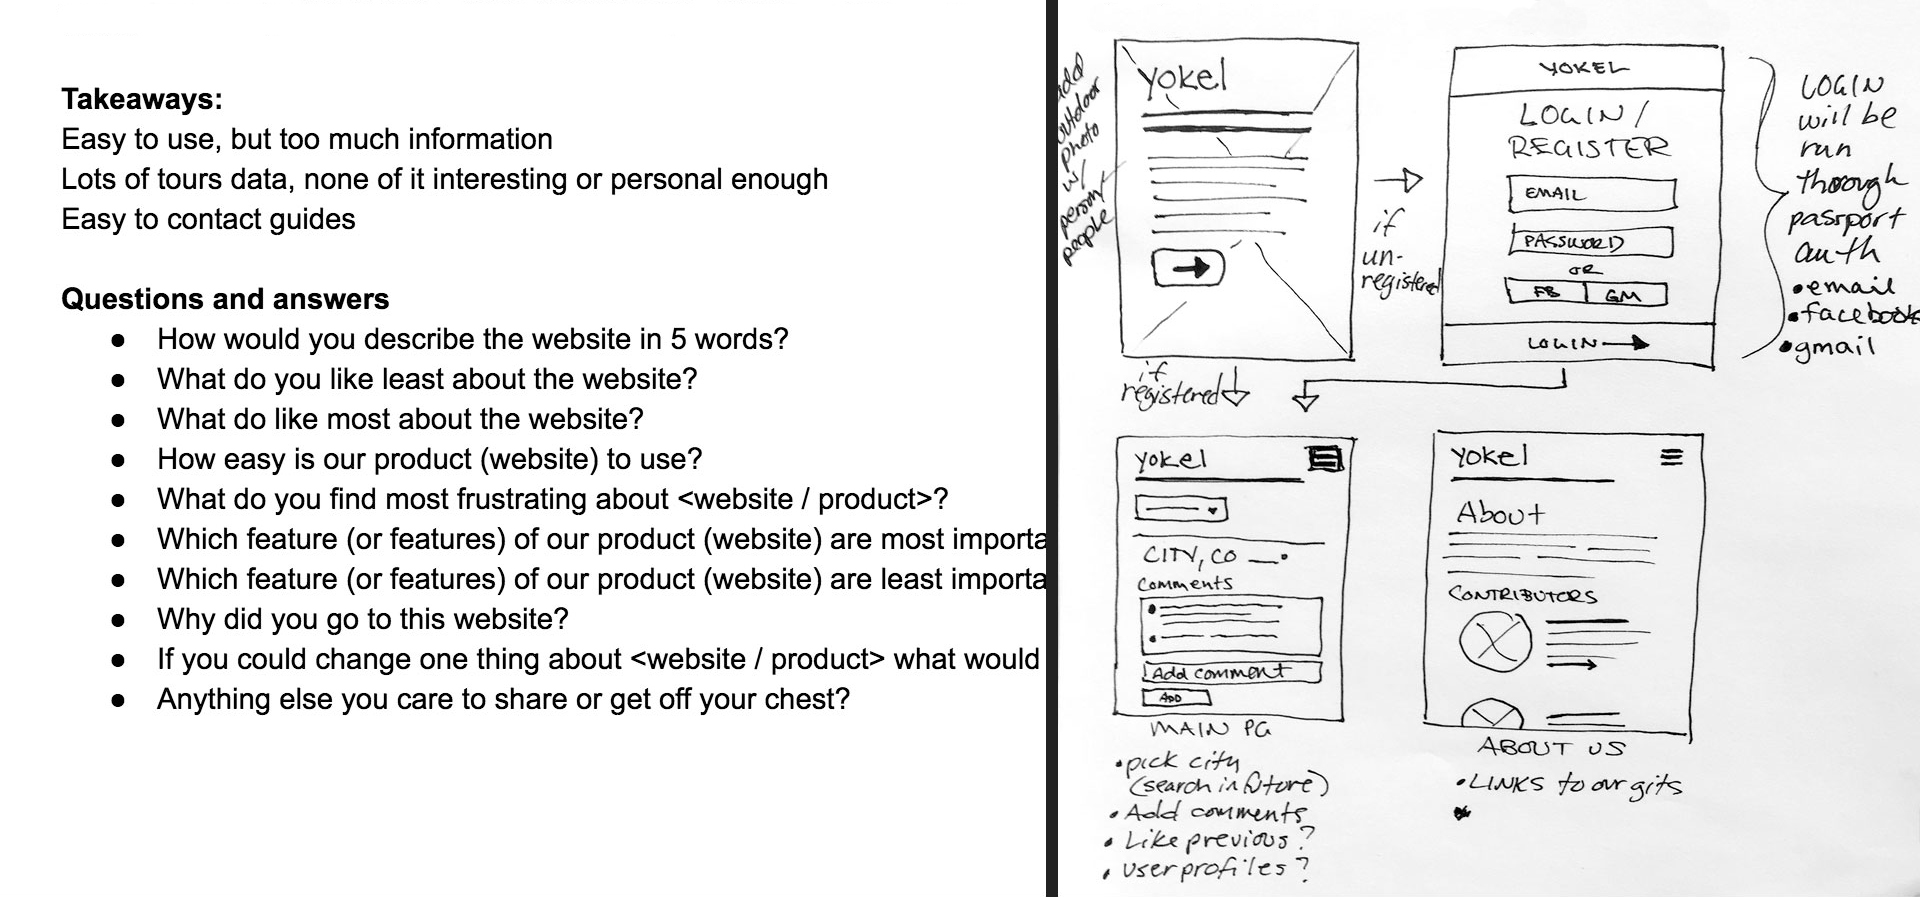 Takeaways:
Easy to use, but too much information
Lots of tours data, none of it interesting or personal enough
Easy to contact guides
Questions and answers
● How would you describe the website in 5 words?
● What do you like least about the website?
● What do like most about the website?
● How easy is our product (website) to use?
● What do you find most frustrating about <website / product>?
● Which feature (or features) of our product (website) are most importa
● Which feature (or features) of our product (website) are least importa
● Why did you go to this website?
● If you could change one thing about <website / product> what would
● Anything else you care to share or get off your chest?
add
outdoor
photo
w/
person/
people
yokel
if
un-
registered
YOKEL
LOGIN /
REGISTER
EMAIL
PASSWORD
OR
FB GM
LOGIN
LOGIN
will be
run
thorough
passport
auth
• email
• facebook
• gmail
if
registered
yokel
CITY, CO
Comments
Add comment
ADD
MAIN PG
• pick city
(search in future)
• Add comments
• Like previous?
• user profiles?
yokel
About
CONTRIBUTORS
ABOUT US
• LINKS to our gits